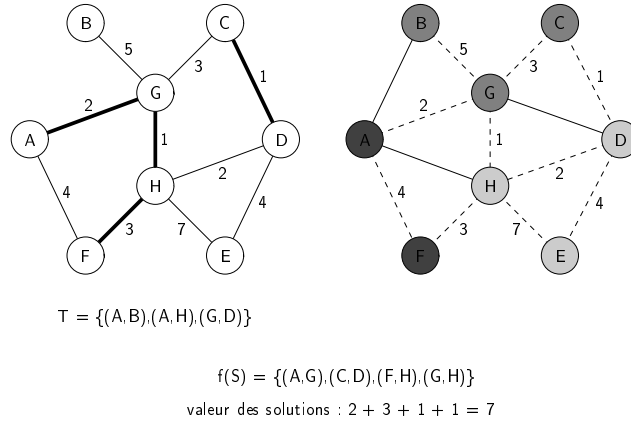 B C B C
5 3 1 5 3 1
G G
2 2
A 1 D A 1 D
H 2 H 2
4 3 7 4 4 3 7 4
F E F E
T = {(A,B),(A,H),(G,D)}
f(S) = {(A,G),(C,D),(F,H),(G,H)}
valeur des solutions : 2 + 3 + 1 + 1 = 7